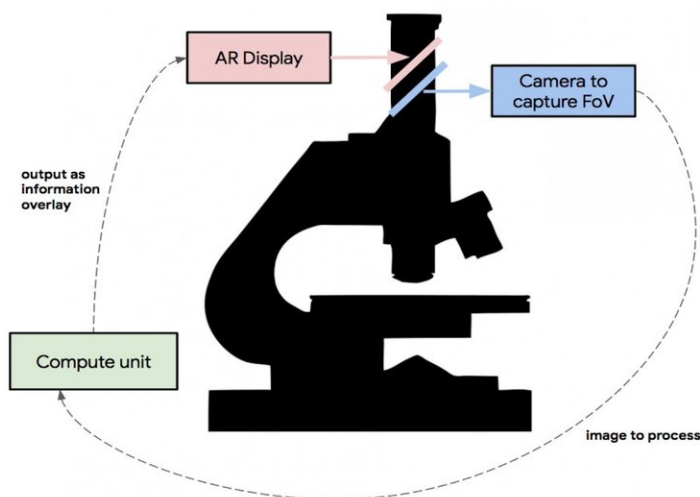 AR Display
Camera to
capture FoV
output as
information
overlay
Compute unit
image to process